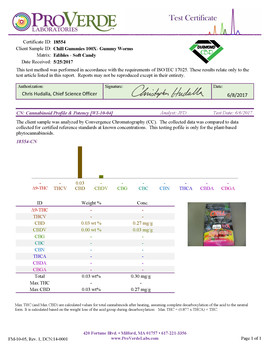 PROVERDE
LABORATORIES
Test Certificate
Certificate ID: 18554
Client Sample ID: Chill Gummies 100X- Gummy Worms
Matrix: Edibles - Soft Candy
Date Received: 5/25/2017
This test method was performed in accordance with the requirements of ISO/IEC 17025. These results relate only to the
test article listed in this report. Reports may not be reproduced except in their entirety.
Authorization:
Signature:
Date:
Chris Hudalla, Chief Science Officer
Christopher Hudalla
6/8/2017
CN: Cannabinoid Profile & Potency [WI-10-04]
Analyst: JFD
Test Date: 6/6/2017
The client sample was analyzed by Convergence Chromatography (CC). The collected data was compared to data
collected for certified reference standards at known concentrations. This testing profile is only for the plant-based
phytocannabinoids.
18554-CN
0.03
Δ9-THC THCV CBD CBDV CBG CBC CBN THCA CBDA CBGA
ID Weight % Conc.
Δ9-THC - -
THCV - -
CBD 0.03 wt % 0.27 mg/g
CBDV 0.00 wt % 0.03 mg/g
CBG - -
CBC - -
CBN - -
THCA - -
CBDA - -
CBGA - -
Total 0.03 wt% 0.30 mg/g
Max THC - -
Max CBD 0.03 wt% 0.27 mg/g
Max THC (and Max CBD) are calculated values for total cannabinoids after heating, assuming complete decarboxylation of the acid to the neutral
form. It is calculated based on the weight loss of the acid group during decarboxylation. Max THC = (0.877 x THCA) + THC
420 Fortune Blvd. • Milford, MA 01757 • 617-221-3356
FM-10-05, Rev. 1, DCN:14-0001
www.ProVerdeLabs.com
Page 1 of 1